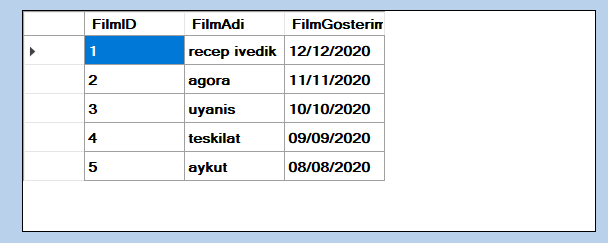 FilmID FilmAdi FilmGosterim
1 recep ivedik 12/12/2020
2 agora 11/11/2020
3 uyanis 10/10/2020
4 teskilat 09/09/2020
5 aykut 08/08/2020